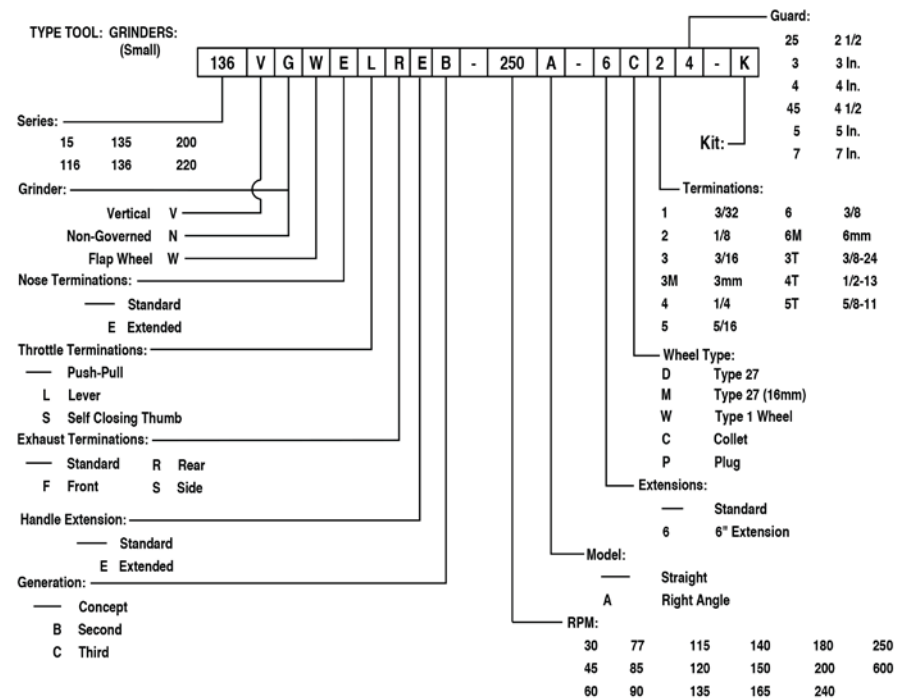 TYPE TOOL: GRINDERS:
(Small)
136 V G W E L R E B - 250 A - 6 C 2 4 - K
Guard:
25 2 1/2
3 3 In.
4 4 In.
45 4 1/2
5 5 In.
7 7 In.
Kit:
Series:
15 135 200
116 136 220
Grinder:
Vertical V
Non-Governed N
Flap Wheel W
Nose Terminations:
— Standard
E Extended
Throttle Terminations:
— Push-Pull
L Lever
S Self Closing Thumb
Exhaust Terminations:
— Standard R Rear
F Front S Side
Handle Extension:
— Standard
E Extended
Generation:
— Concept
B Second
C Third
Terminations:
1 3/32 6 3/8
2 1/8 6M 6mm
3 3/16 3T 3/8-24
3M 3mm 4T 1/2-13
4 1/4 5T 5/8-11
5 5/16
Wheel Type:
D Type 27
M Type 27 (16mm)
W Type 1 Wheel
C Collet
P Plug
Extensions:
— Standard
6 6" Extension
Model:
— Straight
A Right Angle
RPM:
30 77 115 140 180 250
45 85 120 150 200 600
60 90 135 165 240